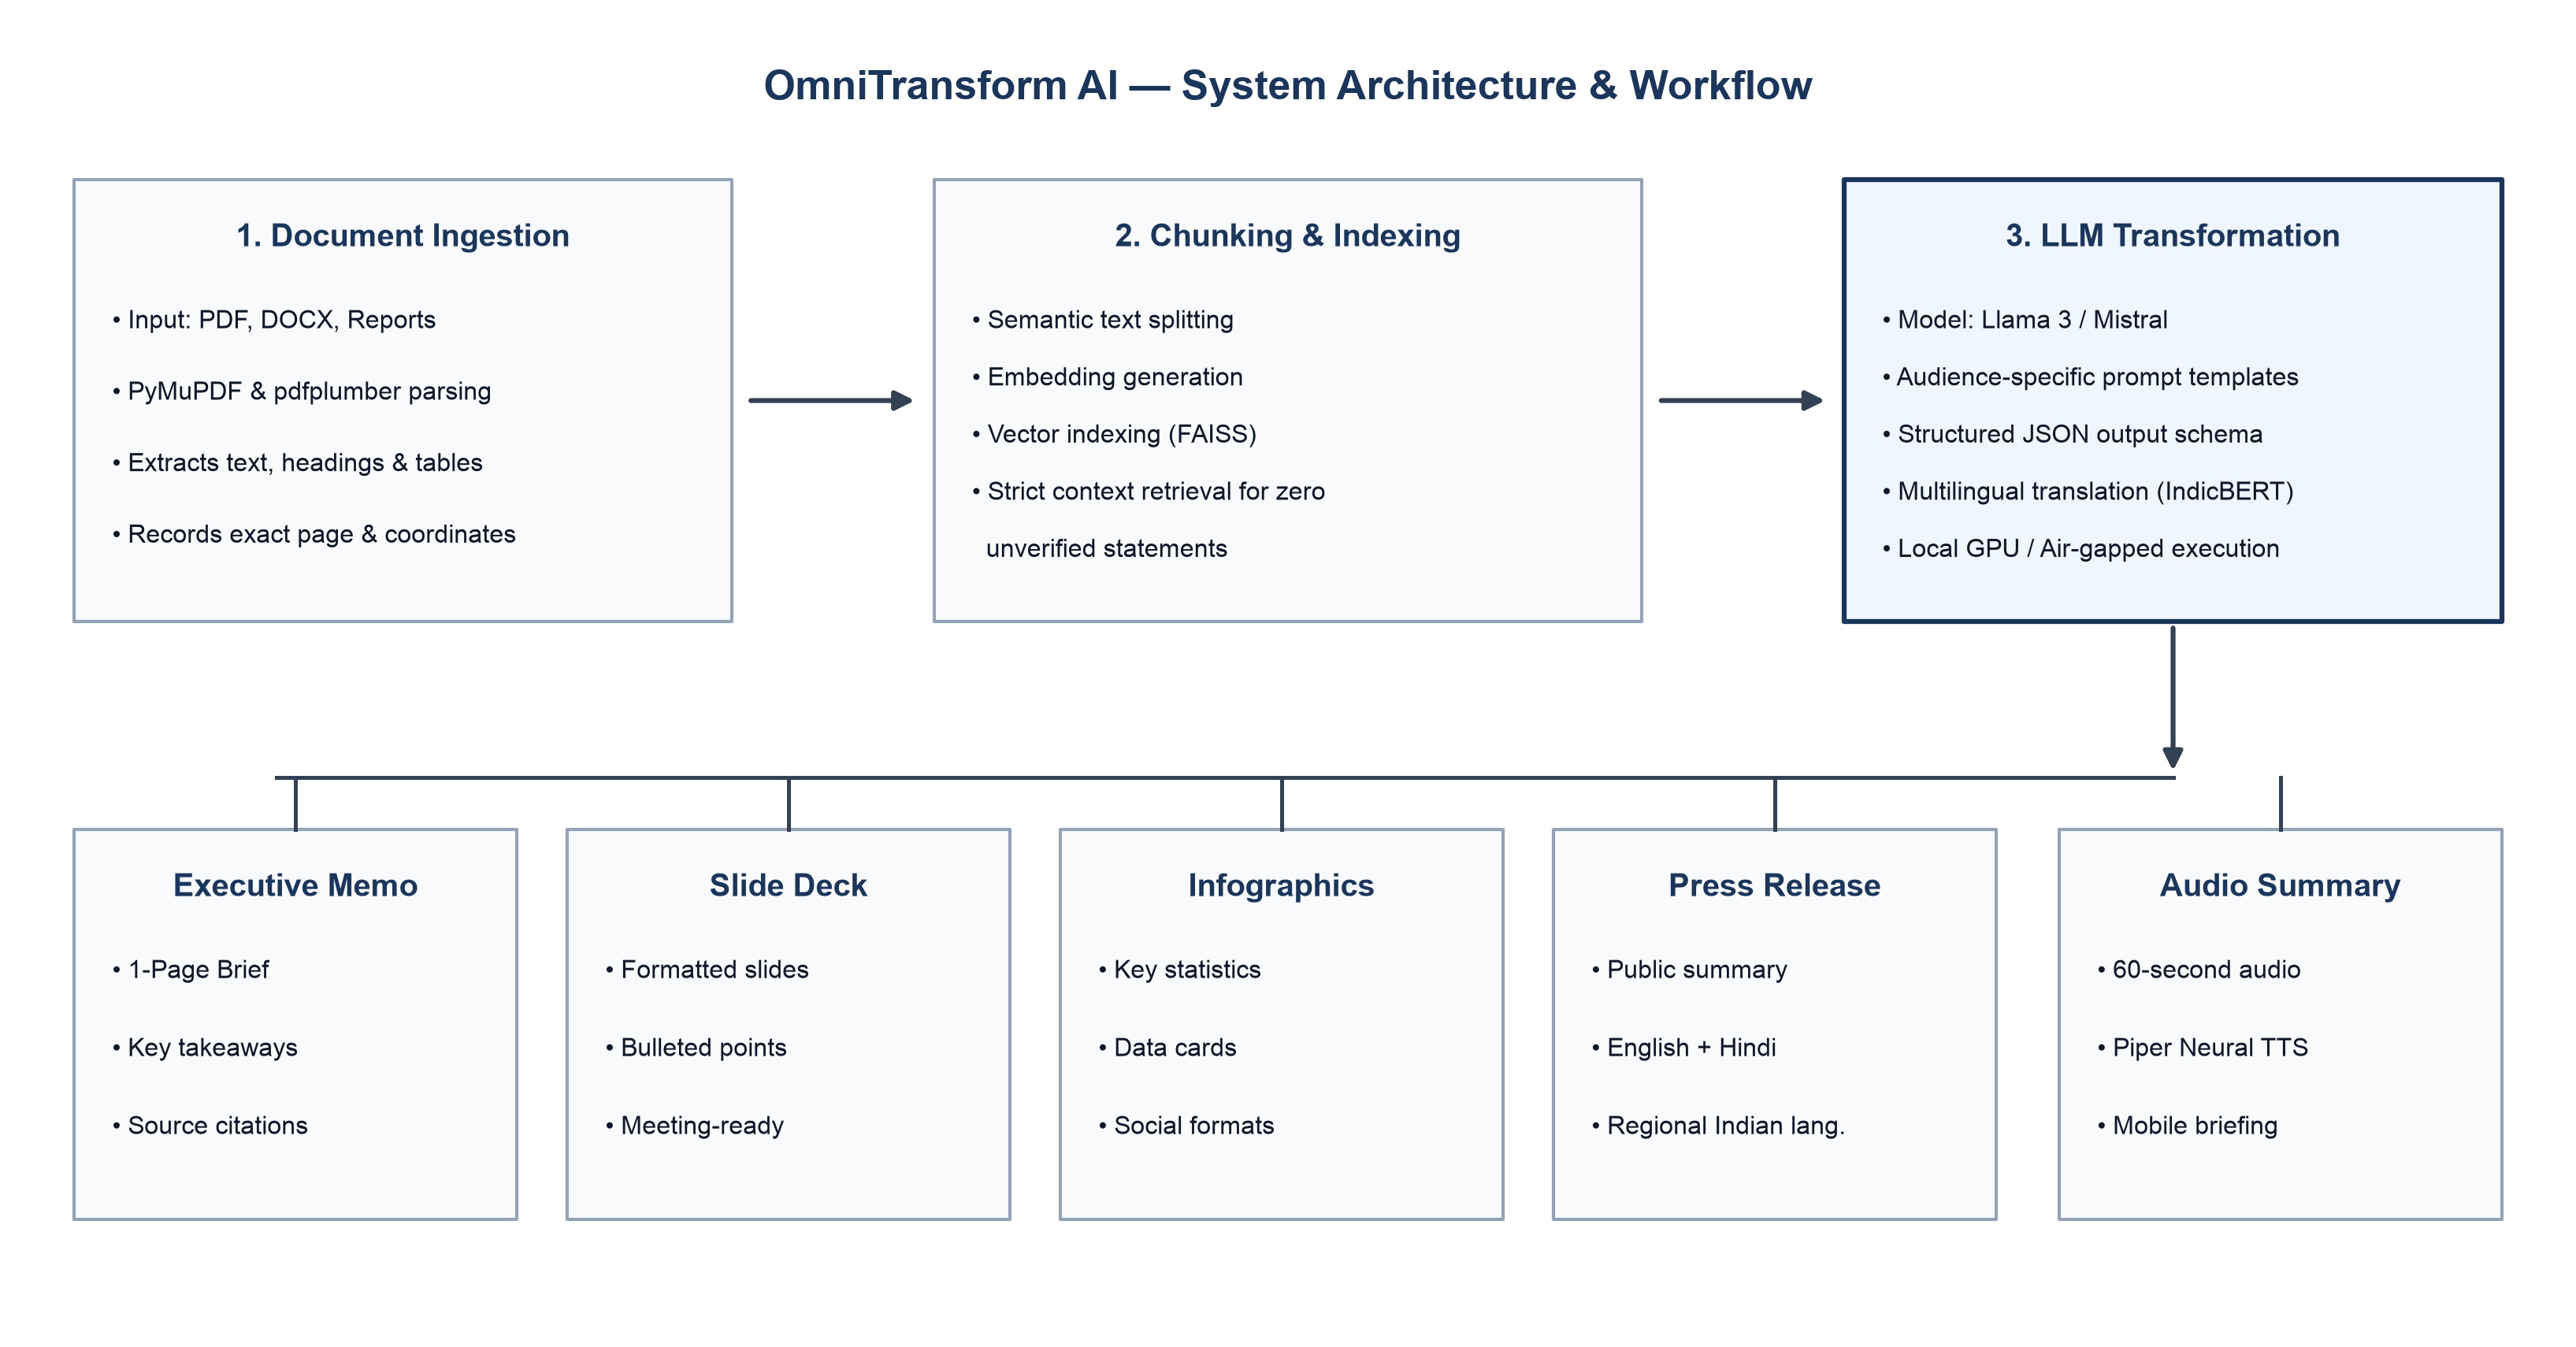 OmniTransform AI — System Architecture & Workflow
1. Document Ingestion
• Input: PDF, DOCX, Reports
• PyMuPDF & pdfplumber parsing
• Extracts text, headings & tables
• Records exact page & coordinates
2. Chunking & Indexing
• Semantic text splitting
• Embedding generation
• Vector indexing (FAISS)
• Strict context retrieval for zero
unverified statements
3. LLM Transformation
• Model: Llama 3 / Mistral
• Audience-specific prompt templates
• Structured JSON output schema
• Multilingual translation (IndicBERT)
• Local GPU / Air-gapped execution
Executive Memo
• 1-Page Brief
• Key takeaways
• Source citations
Slide Deck
• Formatted slides
• Bulleted points
• Meeting-ready
Infographics
• Key statistics
• Data cards
• Social formats
Press Release
• Public summary
• English + Hindi
• Regional Indian lang.
Audio Summary
• 60-second audio
• Piper Neural TTS
• Mobile briefing